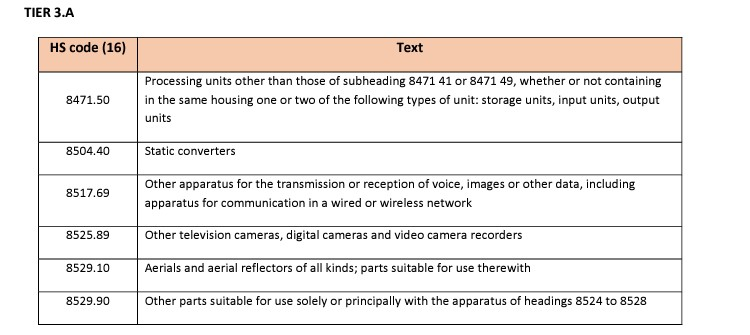 TIER 3.A
HS code (16) Text
8471.50 Processing units other than those of subheading 8471 41 or 8471 49, whether or not containing
in the same housing one or two of the following types of unit: storage units, input units, output
units
8504.40 Static converters
8517.69 Other apparatus for the transmission or reception of voice, images or other data, including
apparatus for communication in a wired or wireless network
8525.89 Other television cameras, digital cameras and video camera recorders
8529.10 Aerials and aerial reflectors of all kinds; parts suitable for use therewith
8529.90 Other parts suitable for use solely or principally with the apparatus of headings 8524 to 8528